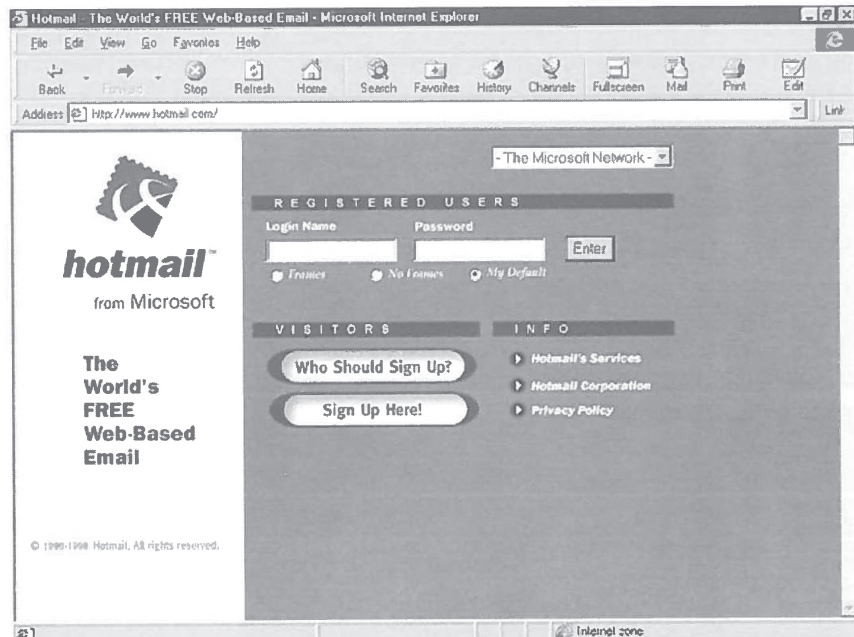 Hotmail - The World's FREE Web-Based Email - Microsoft Internet Explorer
File Edit View Go Favorites Help
Back Forward Stop Refresh Home Search Favorites History Channels Fullscreen Mail Print Edit
Address http://www.hotmail.com/ Link
- The Microsoft Network -
REGISTERED USERS
Login Name Password
Enter
Frames No Frames My Default
hotmail™
from Microsoft
VISITORS INFO
Who Should Sign Up? Hotmail's Services
Hotmail Corporation
Sign Up Here! Privacy Policy
The
World's
FREE
Web-Based
Email
© 1996-1998 Hotmail, All rights reserved.
Internet zone